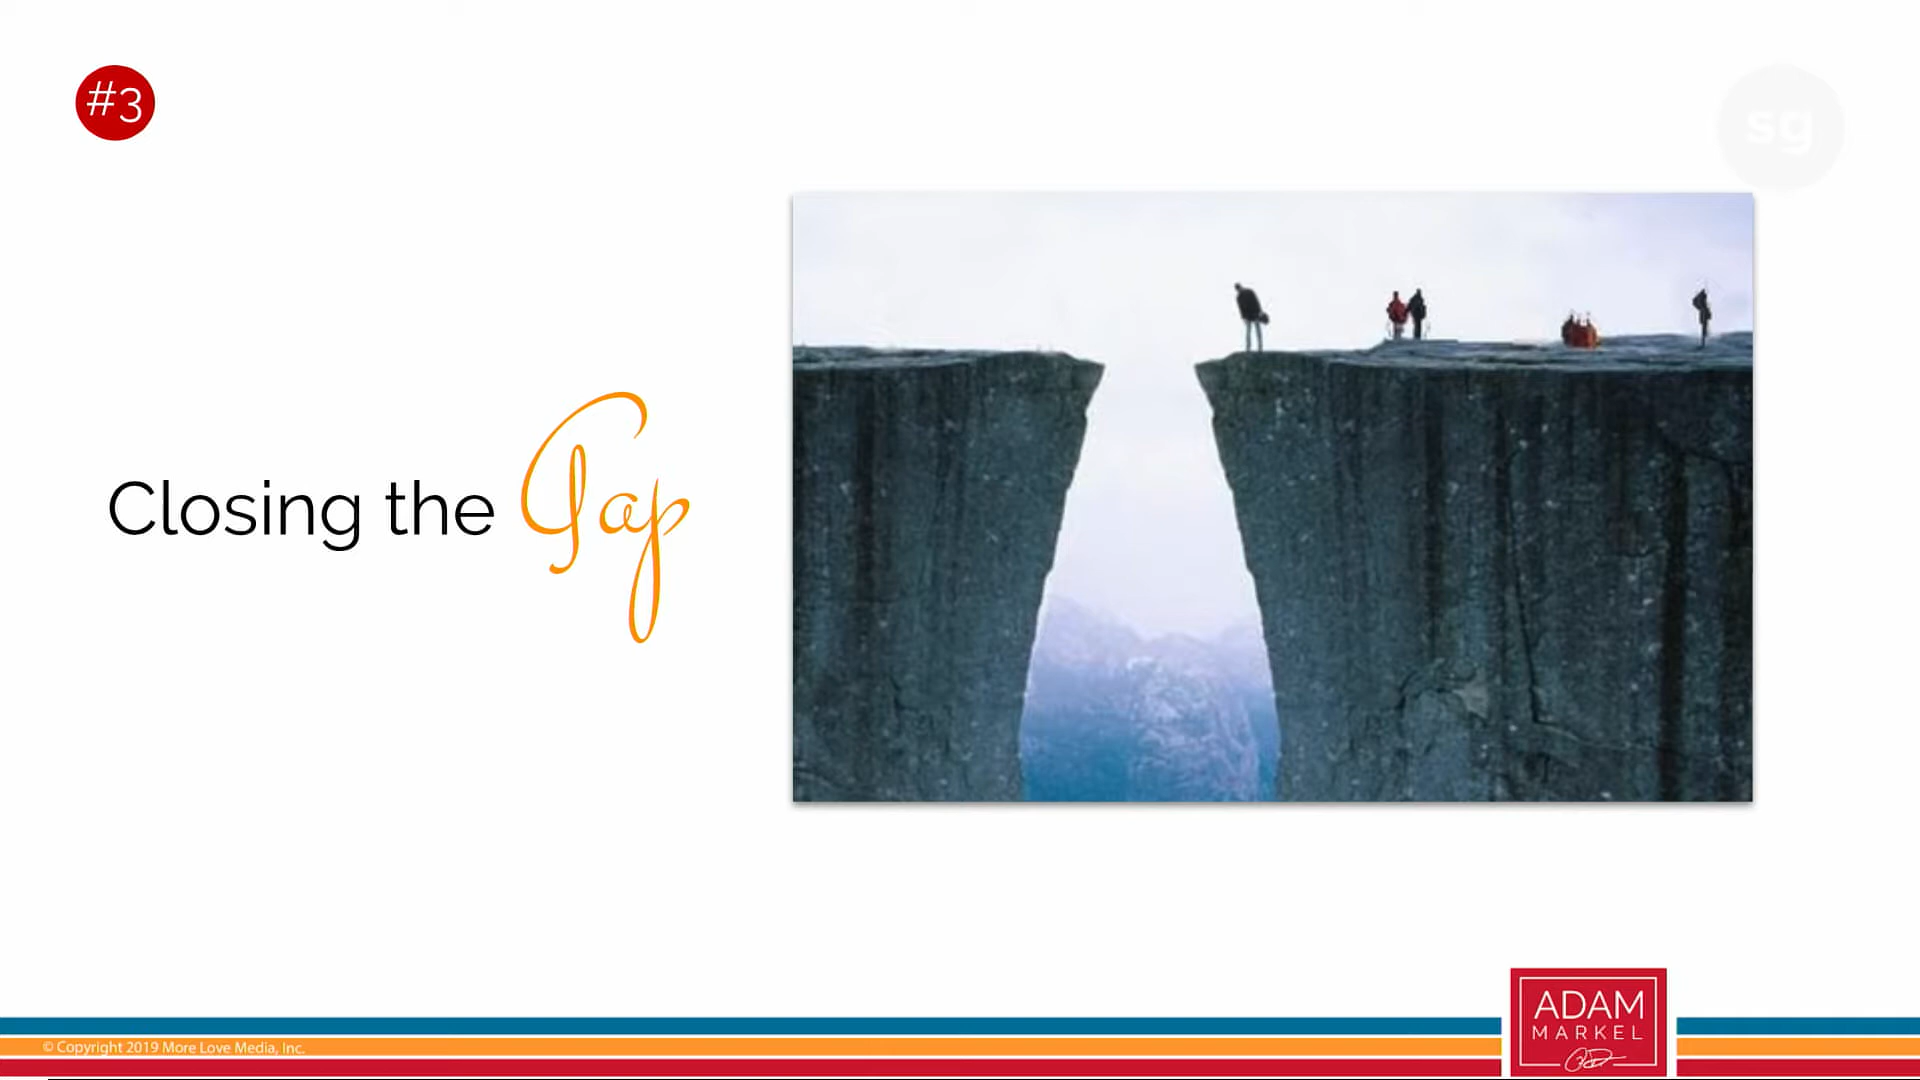 #3
sg
Closing the Gap
ADAM
MARKEL
© Copyright 2019 More Love Media, Inc.